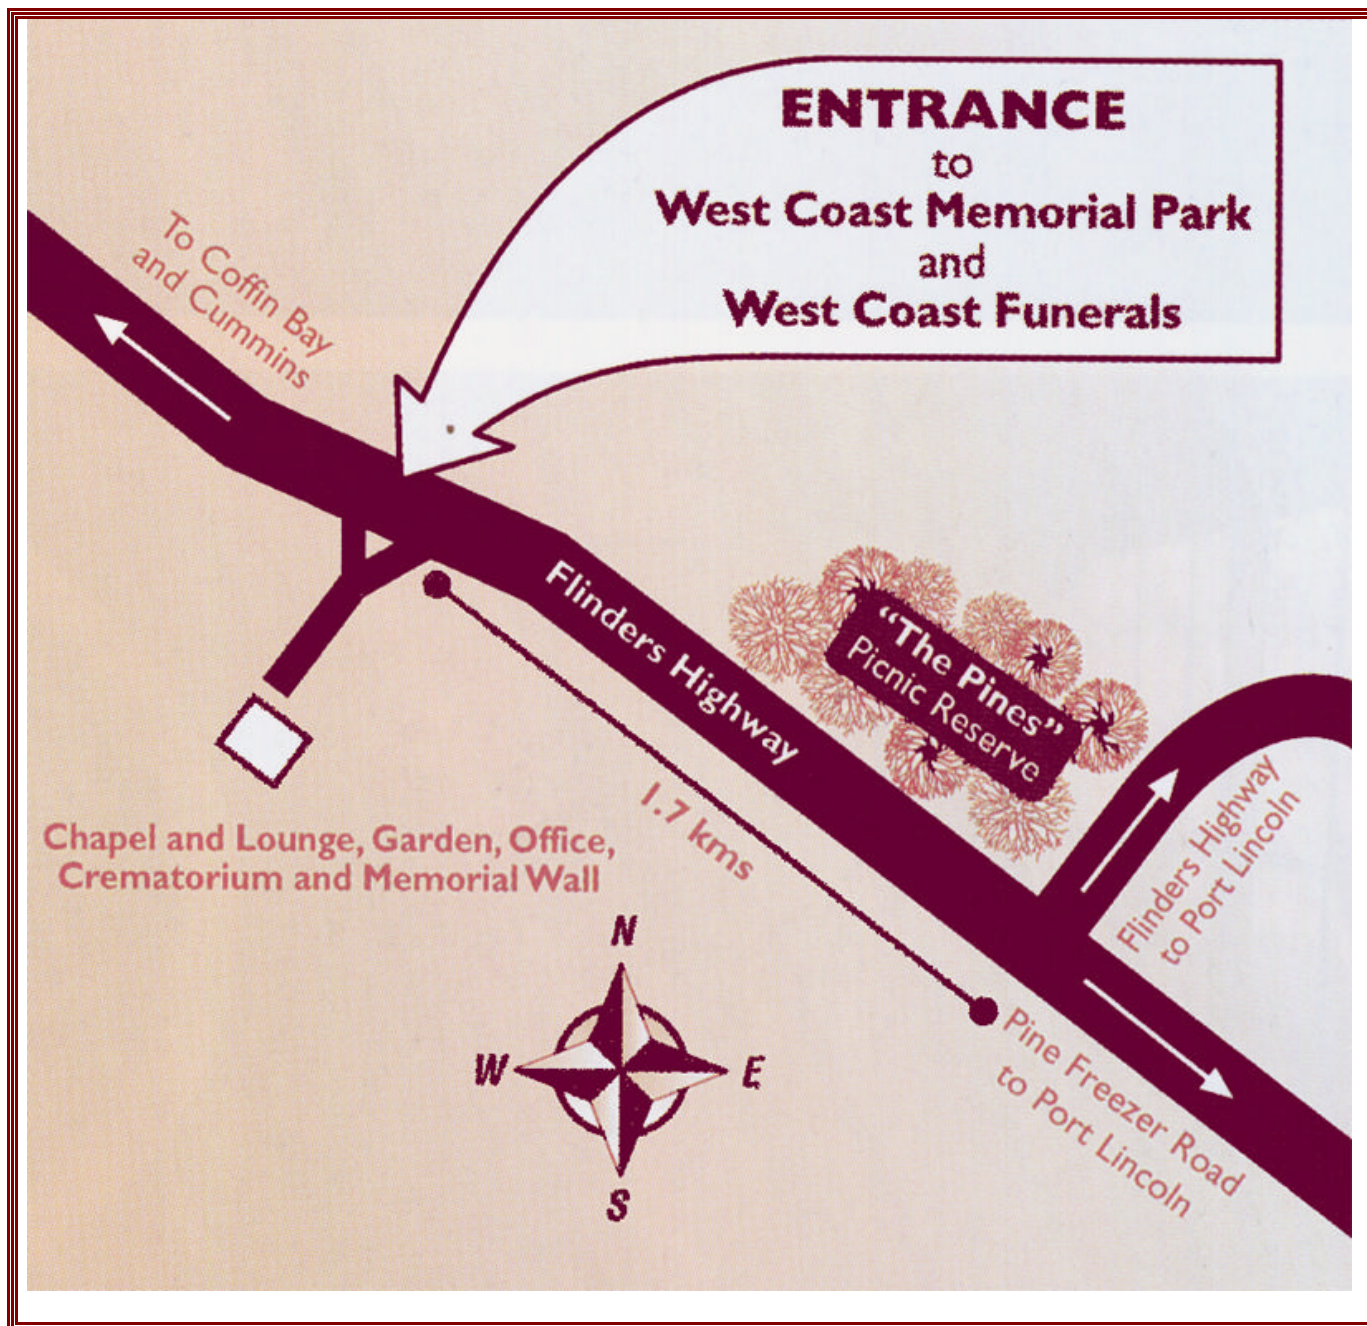 ENTRANCE
to
West Coast Memorial Park
and
West Coast Funerals
To Coffin Bay
and Cummins
Flinders Highway
"The Pines"
Picnic Reserve
1.7 kms
Flinders Highway
to Port Lincoln
Chapel and Lounge, Garden, Office,
Crematorium and Memorial Wall
N
W
E
S
Pine Freezer Road
to Port Lincoln